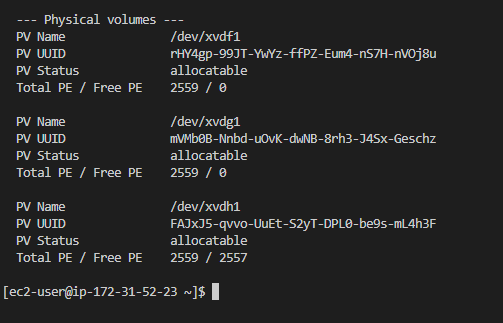 --- Physical volumes ---
PV Name /dev/xvdf1
PV UUID rHY4gp-99JT-YwYz-ffPZ-Eum4-nS7H-nVOj8u
PV Status allocatable
Total PE / Free PE 2559 / 0
PV Name /dev/xvdg1
PV UUID mVMb0B-Nnbd-uOvK-dwNB-8rh3-J4Sx-Geschz
PV Status allocatable
Total PE / Free PE 2559 / 0
PV Name /dev/xvdh1
PV UUID FAJxJ5-qvvo-UuEt-S2yT-DPL0-be9s-mL4h3F
PV Status allocatable
Total PE / Free PE 2559 / 2557
[ec2-user@ip-172-31-52-23 ~]$